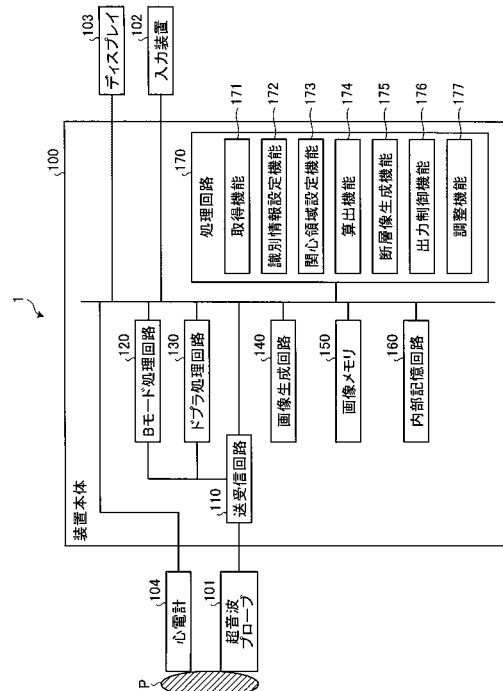 1
100
装置本体
P
104
心電計
101
超音波
プローブ
110
送受信回路
120
Bモード処理回路
130
ドプラ処理回路
140
画像生成回路
150
画像メモリ
160
内部記憶回路
103
ディスプレイ
102
入力装置
170
処理回路
171
取得機能
172
識別情報設定機能
173
関心領域設定機能
174
算出機能
175
断層像生成機能
176
出力制御機能
177
調整機能